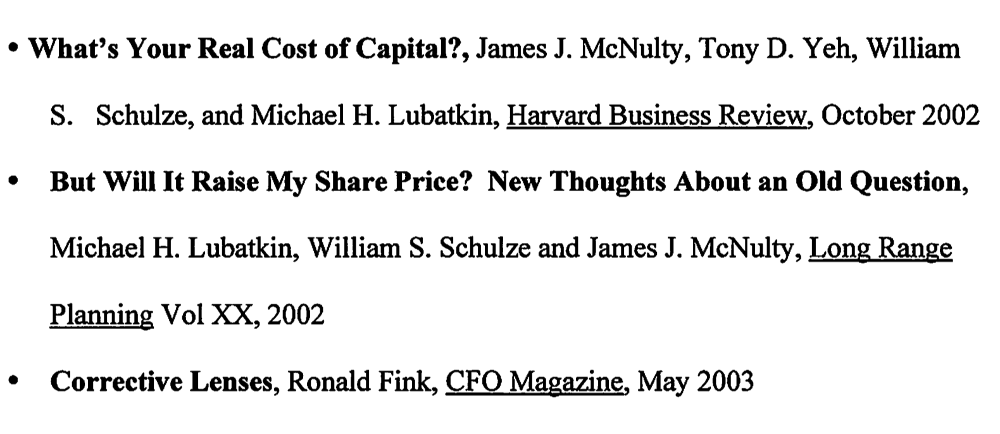 • What's Your Real Cost of Capital?, James J. McNulty, Tony D. Yeh, William
S. Schulze, and Michael H. Lubatkin, Harvard Business Review, October 2002
• But Will It Raise My Share Price? New Thoughts About an Old Question,
Michael H. Lubatkin, William S. Schulze and James J. McNulty, Long Range
Planning Vol XX, 2002
• Corrective Lenses, Ronald Fink, CFO Magazine, May 2003